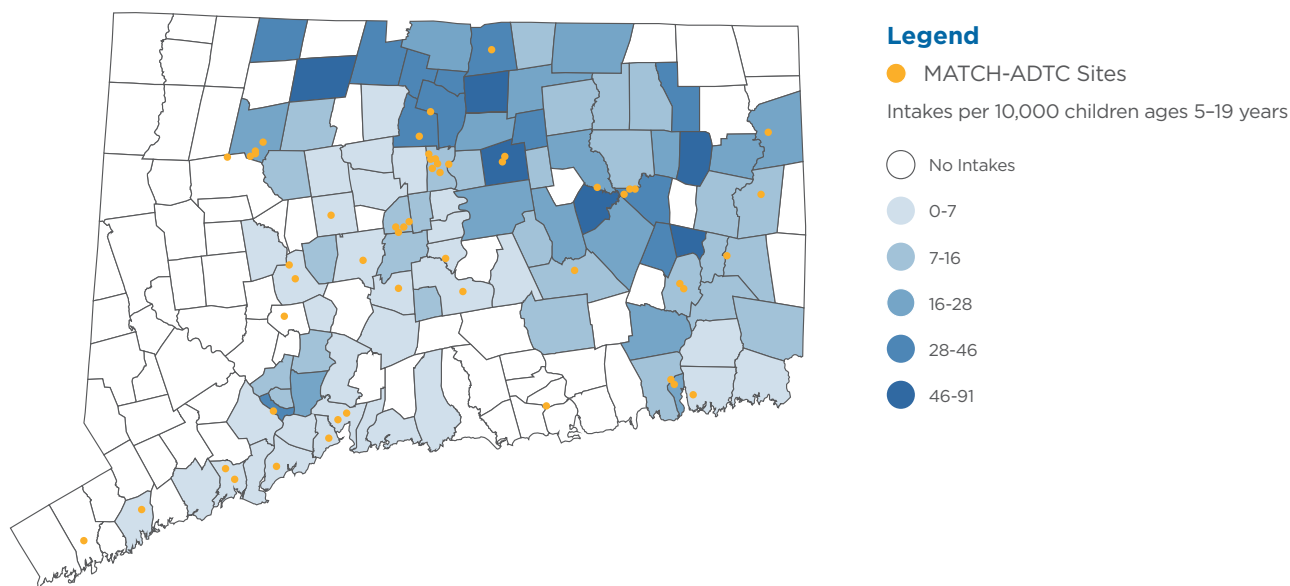 Legend
MATCH-ADTC Sites
Intakes per 10,000 children ages 5–19 years
No Intakes
0-7
7-16
16-28
28-46
46-91